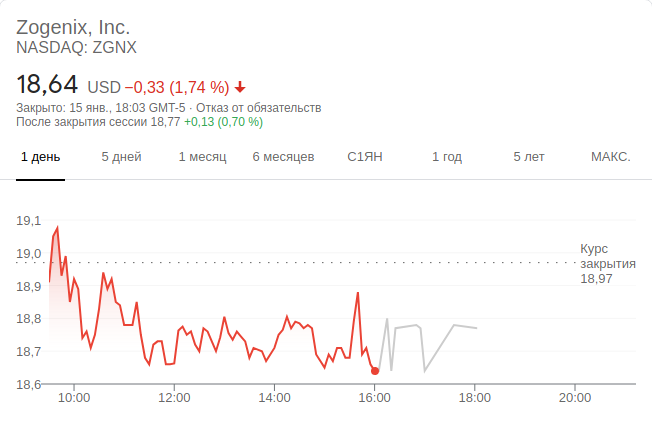 Zogenix, Inc.
NASDAQ: ZGNX
18,64 USD −0,33 (1,74 %)
Закрыто: 15 янв., 18:03 GMT-5 · Отказ от обязательств
После закрытия сессии 18,77 +0,13 (0,70 %)
1 день 5 дней 1 месяц 6 месяцев С1ЯН 1 год 5 лет МАКС.
19,1
19,0
18,9
18,8
18,7
18,6
Курс
закрытия
18,97
10:00 12:00 14:00 16:00 18:00 20:00